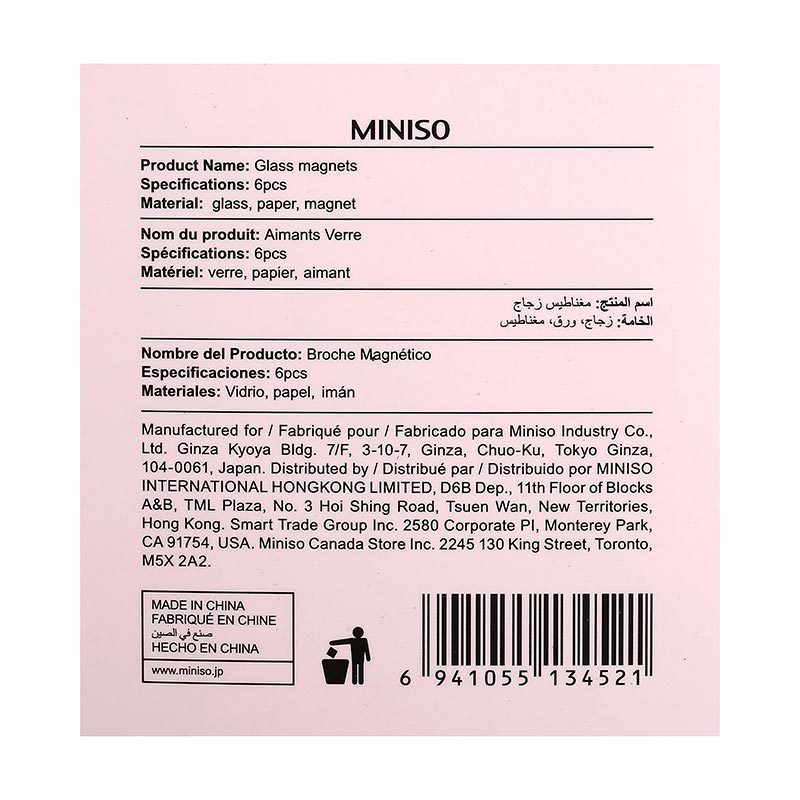 MINISO
Product Name: Glass magnets
Specifications: 6pcs
Material: glass, paper, magnet
Nom du produit: Aimants Verre
Spécifications: 6pcs
Matériel: verre, papier, aimant
اسم المنتج: مغناطيس زجاج
الخامة: زجاج، ورق، مغناطيس
Nombre del Producto: Broche Magnético
Especificaciones: 6pcs
Materiales: Vidrio, papel, imán
Manufactured for / Fabriqué pour / Fabricado para Miniso Industry Co.,
Ltd. Ginza Kyoya Bldg. 7/F, 3-10-7, Ginza, Chuo-Ku, Tokyo Ginza,
104-0061, Japan. Distributed by / Distribué par / Distribuido por MINISO
INTERNATIONAL HONGKONG LIMITED, D6B Dep., 11th Floor of Blocks
A&B, TML Plaza, No. 3 Hoi Shing Road, Tsuen Wan, New Territories,
Hong Kong. Smart Trade Group Inc. 2580 Corporate Pl, Monterey Park,
CA 91754, USA. Miniso Canada Store Inc. 2245 130 King Street, Toronto,
M5X 2A2.
MADE IN CHINA
FABRIQUÉ EN CHINE
صنع في الصين
HECHO EN CHINA
www.miniso.jp
6 941055 134521